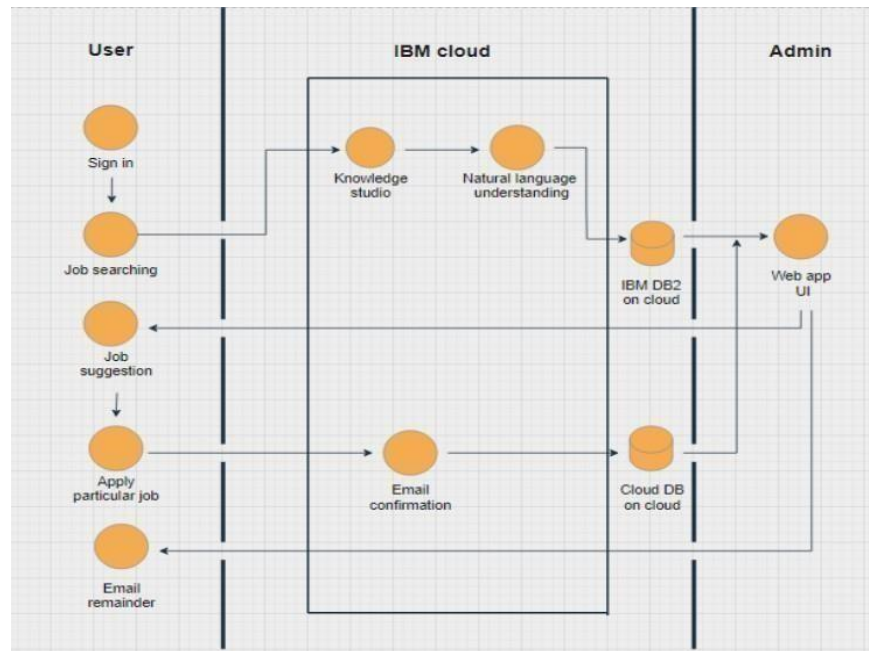 User
IBM cloud
Admin
Sign in
Knowledge
studio
Natural language
understanding
Job searching
IBM DB2
on cloud
Web app
UI
Job
suggestion
Apply
particular job
Email
confirmation
Cloud DB
on cloud
Email
remainder